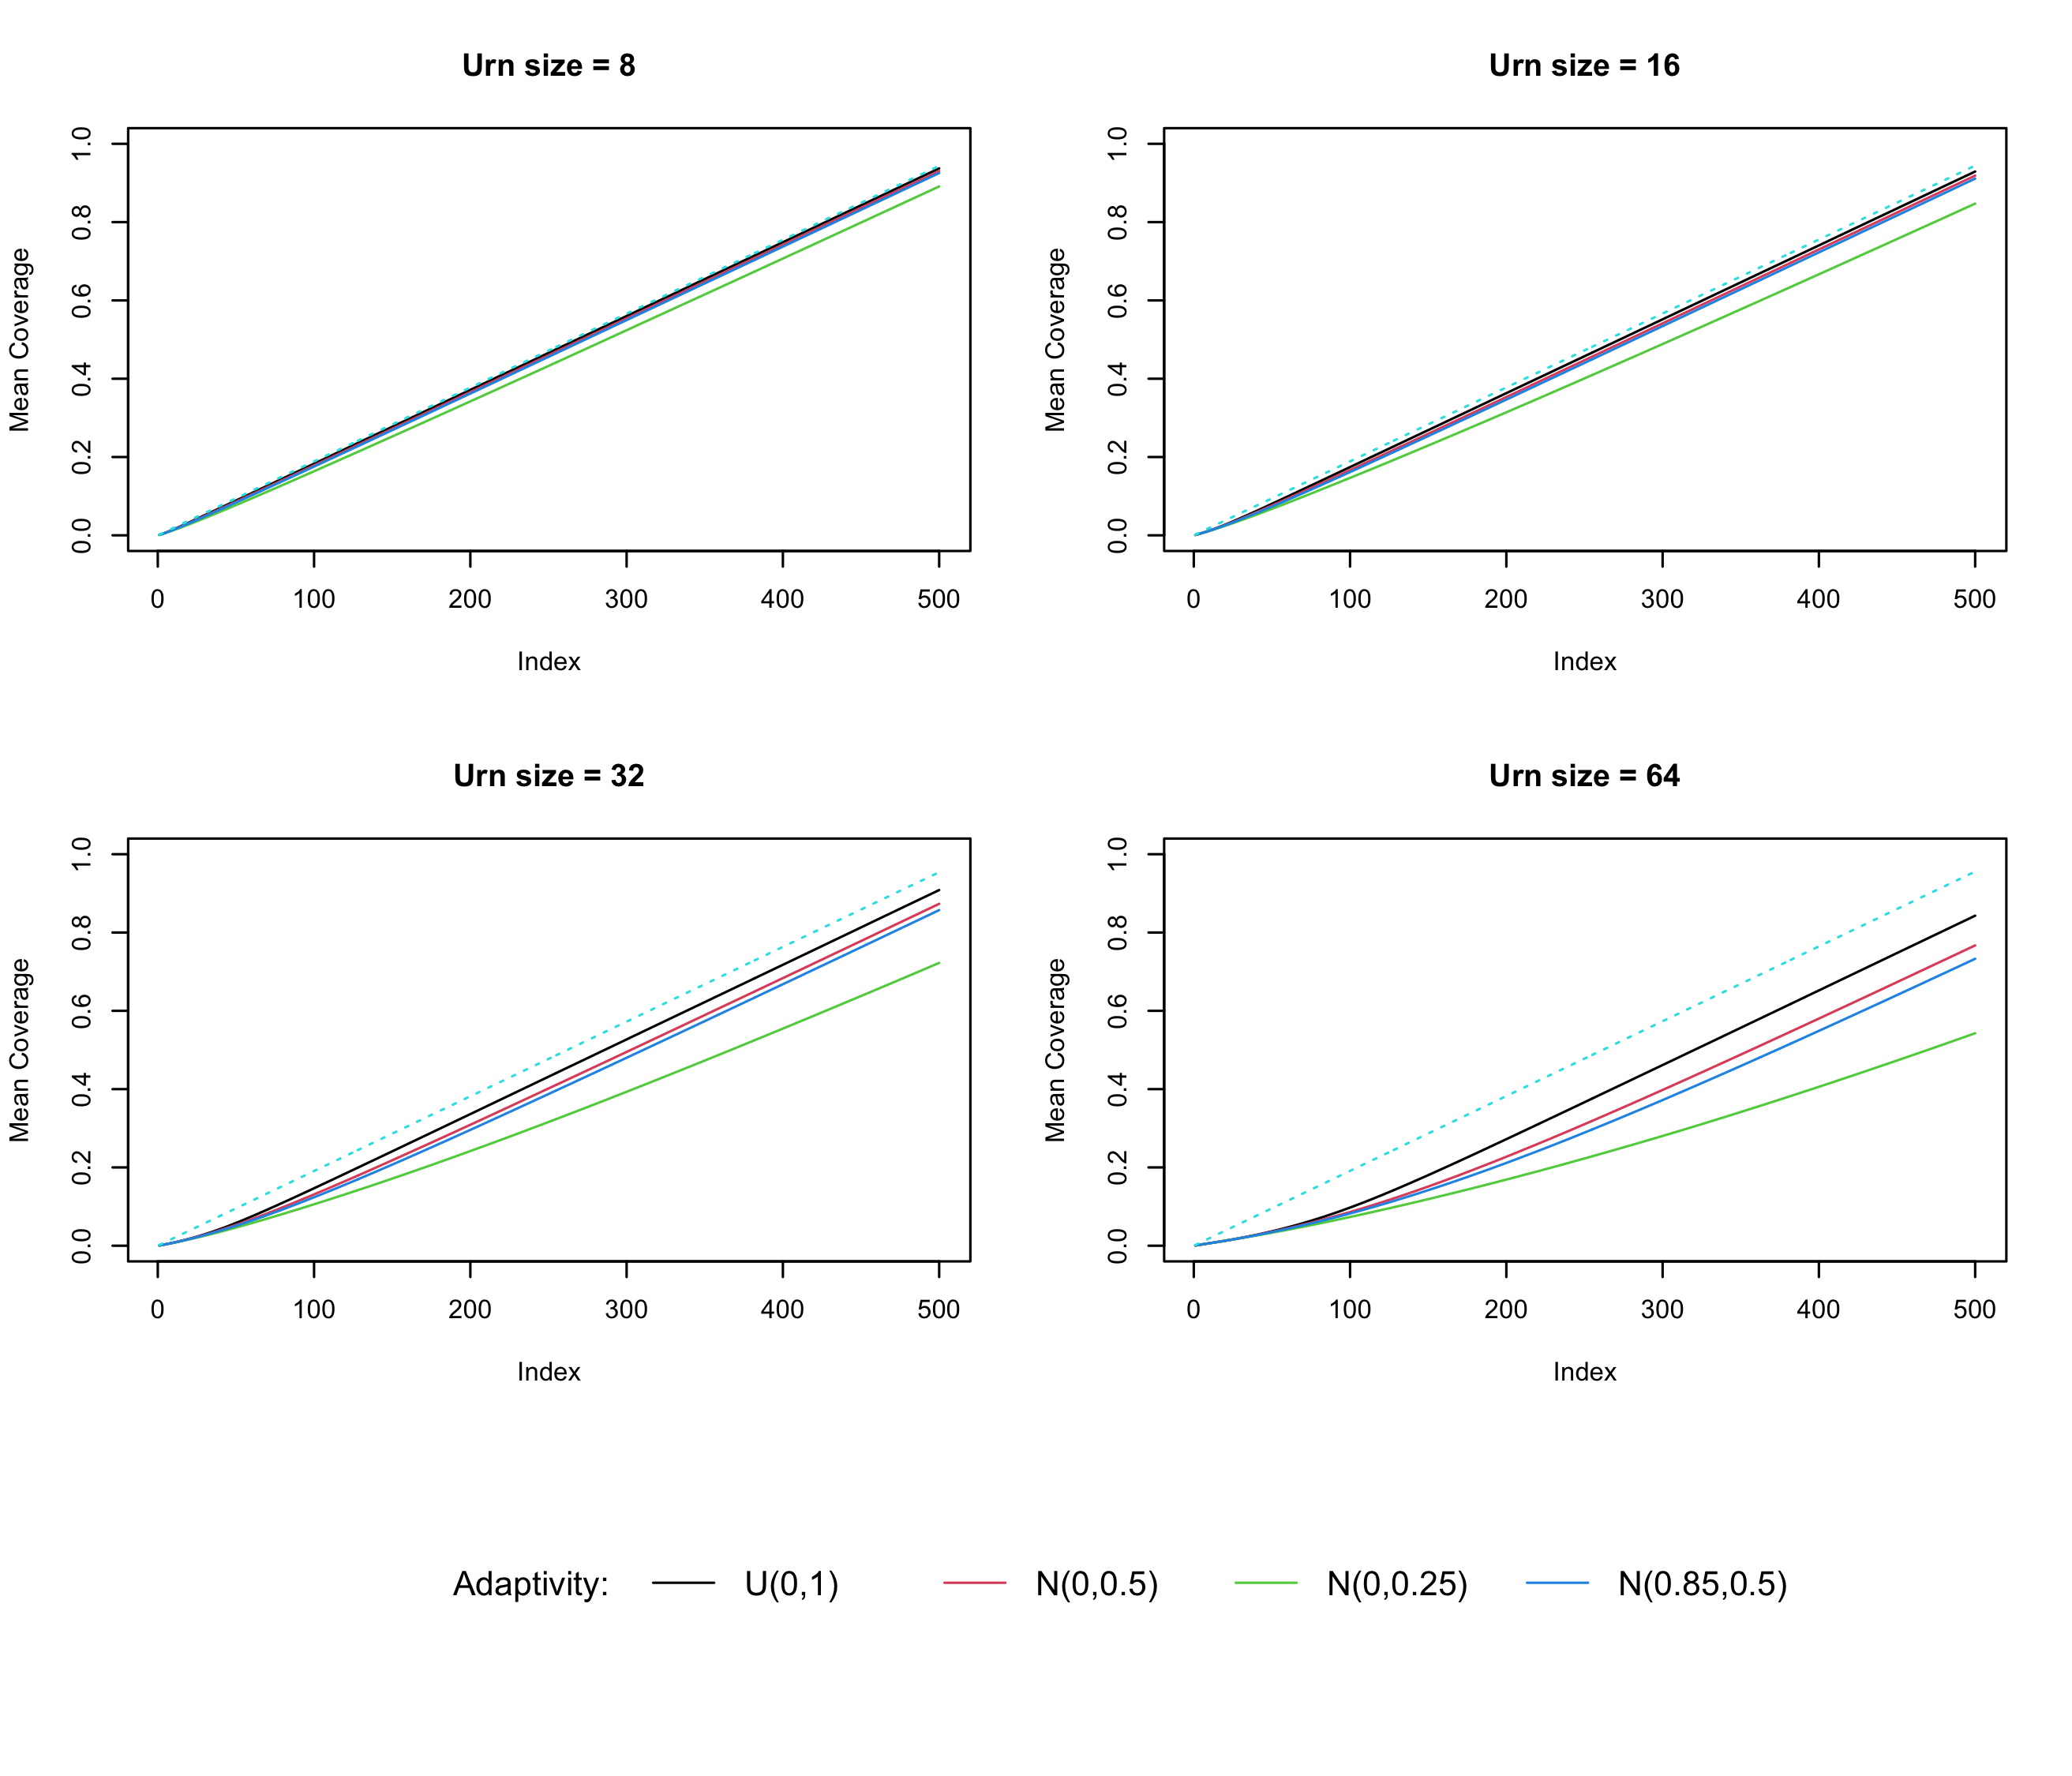 Urn size = 8
Mean Coverage
1.0
0.8
0.6
0.4
0.2
0.0
0 100 200 300 400 500
Index
Urn size = 16
Mean Coverage
1.0
0.8
0.6
0.4
0.2
0.0
0 100 200 300 400 500
Index
Urn size = 32
Mean Coverage
1.0
0.8
0.6
0.4
0.2
0.0
0 100 200 300 400 500
Index
Urn size = 64
Mean Coverage
1.0
0.8
0.6
0.4
0.2
0.0
0 100 200 300 400 500
Index
Adaptivity: U(0,1) N(0,0.5) N(0,0.25) N(0.85,0.5)